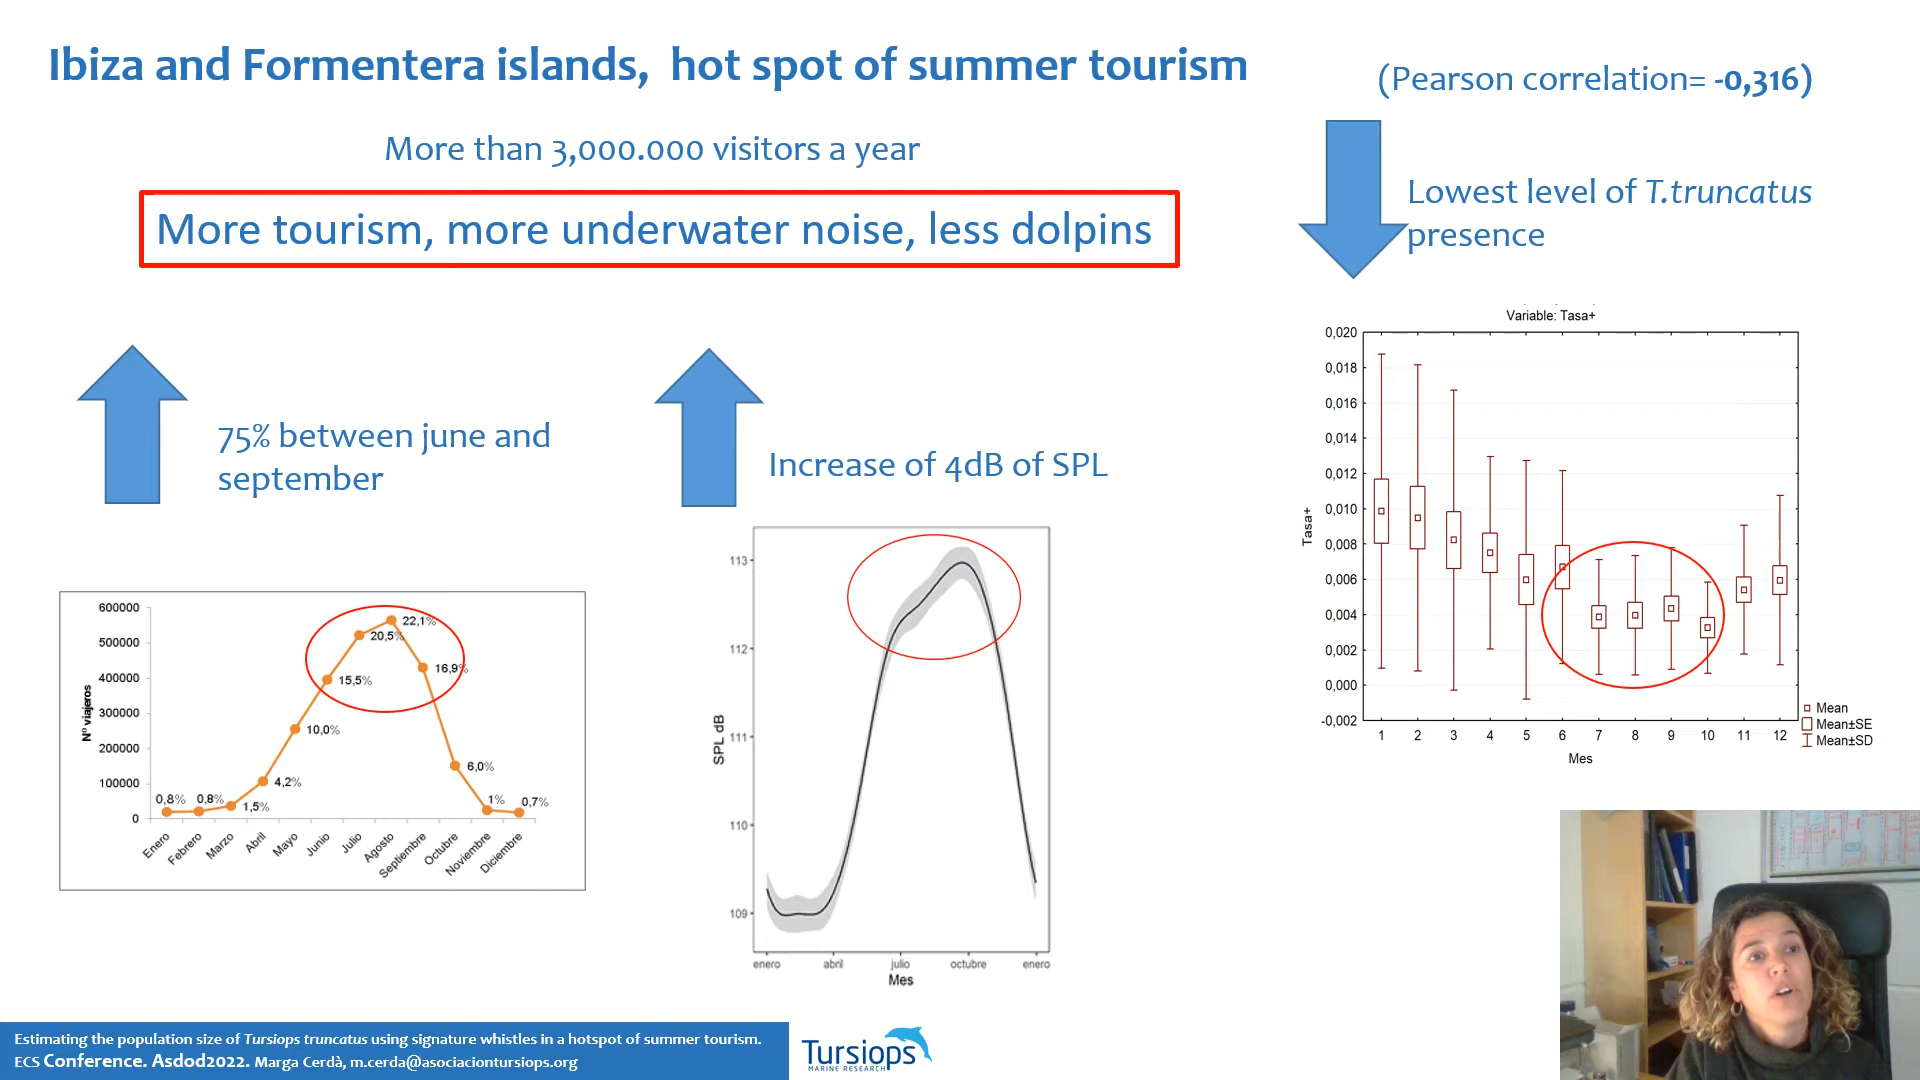 Ibiza and Formentera islands,  hot spot of summer tourism
(Pearson correlation= -0,316)
More than 3,000.000 visitors a year
More tourism, more underwater noise, less dolpins
Lowest level of T.truncatus
presence
75% between june and
september
Increase of 4dB of SPL
Nº viajeros
600000
500000
400000
300000
200000
100000
0
0,8%
0,8%
1,5%
4,2%
10,0%
15,5%
20,5%
22,1%
16,9%
6,0%
1%
0,7%
Enero
Febrero
Marzo
Abril
Mayo
Junio
Julio
Agosto
Septiembre
Octubre
Noviembre
Diciembre
SPL dB
113
112
111
110
109
enero
abril
julio
octubre
enero
Mes
Variable: Tasa+
Tasa+
0,020
0,018
0,016
0,014
0,012
0,010
0,008
0,006
0,004
0,002
0,000
-0,002
1 2 3 4 5 6 7 8 9 10 11 12
Mes
Mean
Mean±SE
Mean±SD
Estimating the population size of Tursiops truncatus using signature whistles in a hotspot of summer tourism.
ECS Conference. Asdod2022. Marga Cerdà, m.cerda@asociaciontursiops.org
Tursiops
MARINE RESEARCH